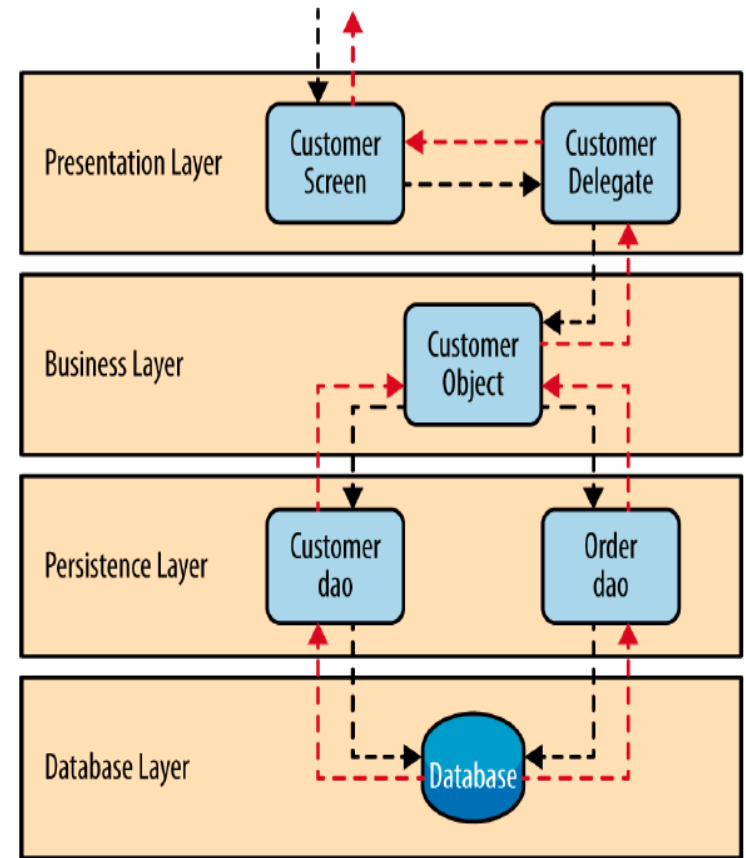 Presentation Layer
Customer
Screen
Customer
Delegate
Business Layer
Customer
Object
Persistence Layer
Customer
dao
Order
dao
Database Layer
Database